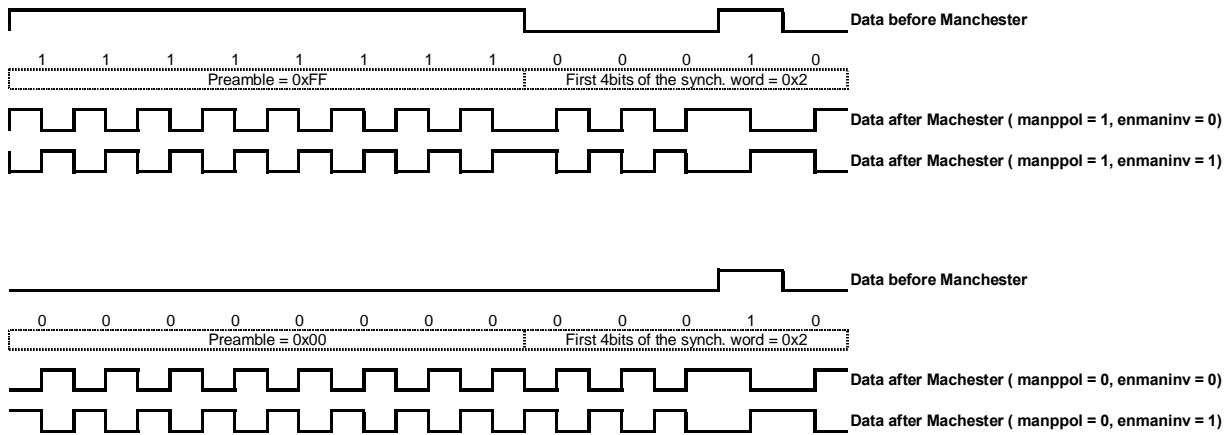 Data before Manchester
1 1 1 1 1 1 1 1 0 0 0 1 0
Preamble = 0xFF First 4bits of the synch. word = 0x2
Data after Machester ( manppol = 1, enmaninv = 0)
Data after Machester ( manppol = 1, enmaninv = 1)
Data before Manchester
0 0 0 0 0 0 0 0 0 0 0 1 0
Preamble = 0x00 First 4bits of the synch. word = 0x2
Data after Machester ( manppol = 0, enmaninv = 0)
Data after Machester ( manppol = 0, enmaninv = 1)